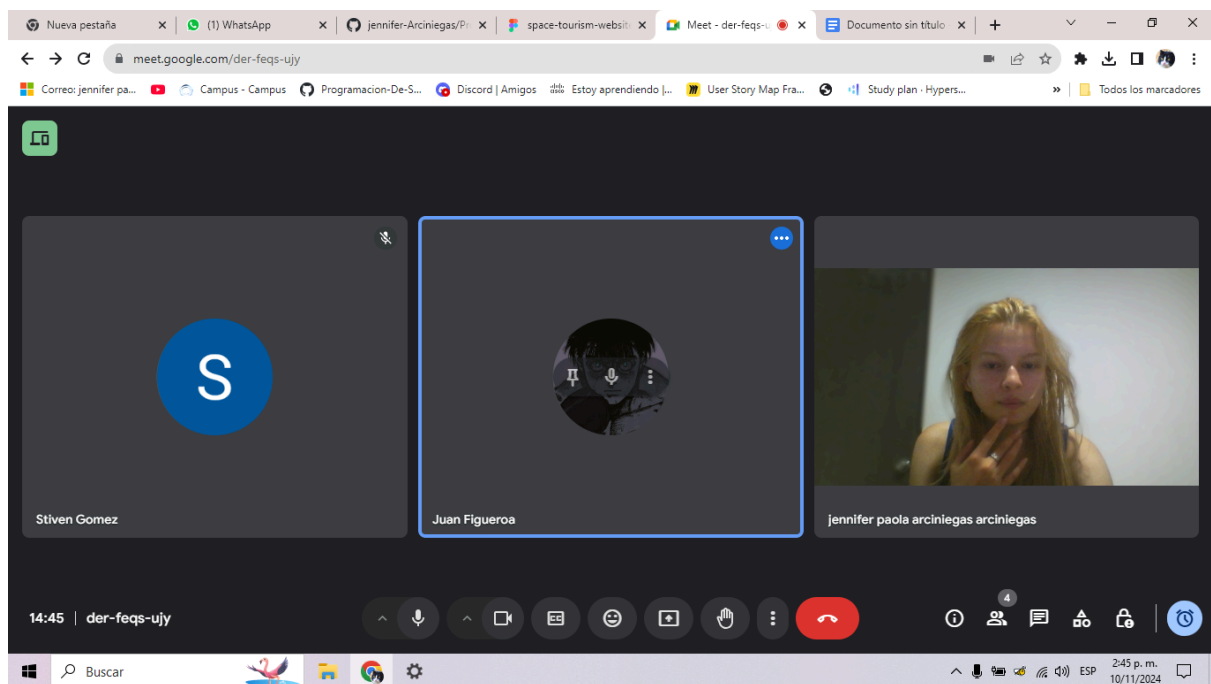 Nueva pestaña
(1) WhatsApp
jennifer-Arciniegas/Pr
space-tourism-websit
Meet - der-feqs-u
Documento sin título
meet.google.com/der-feqs-ujy
Correo: jennifer pa...
Campus - Campus
Programacion-De-S...
Discord | Amigos
Estoy aprendiendo |...
User Story Map Fra...
Study plan · Hypers...
»
Todos los marcadores
S
Stiven Gomez
Juan Figueroa
jennifer paola arciniegas arciniegas
14:45 | der-feqs-ujy
4
Buscar
ESP
2:45 p. m.
10/11/2024